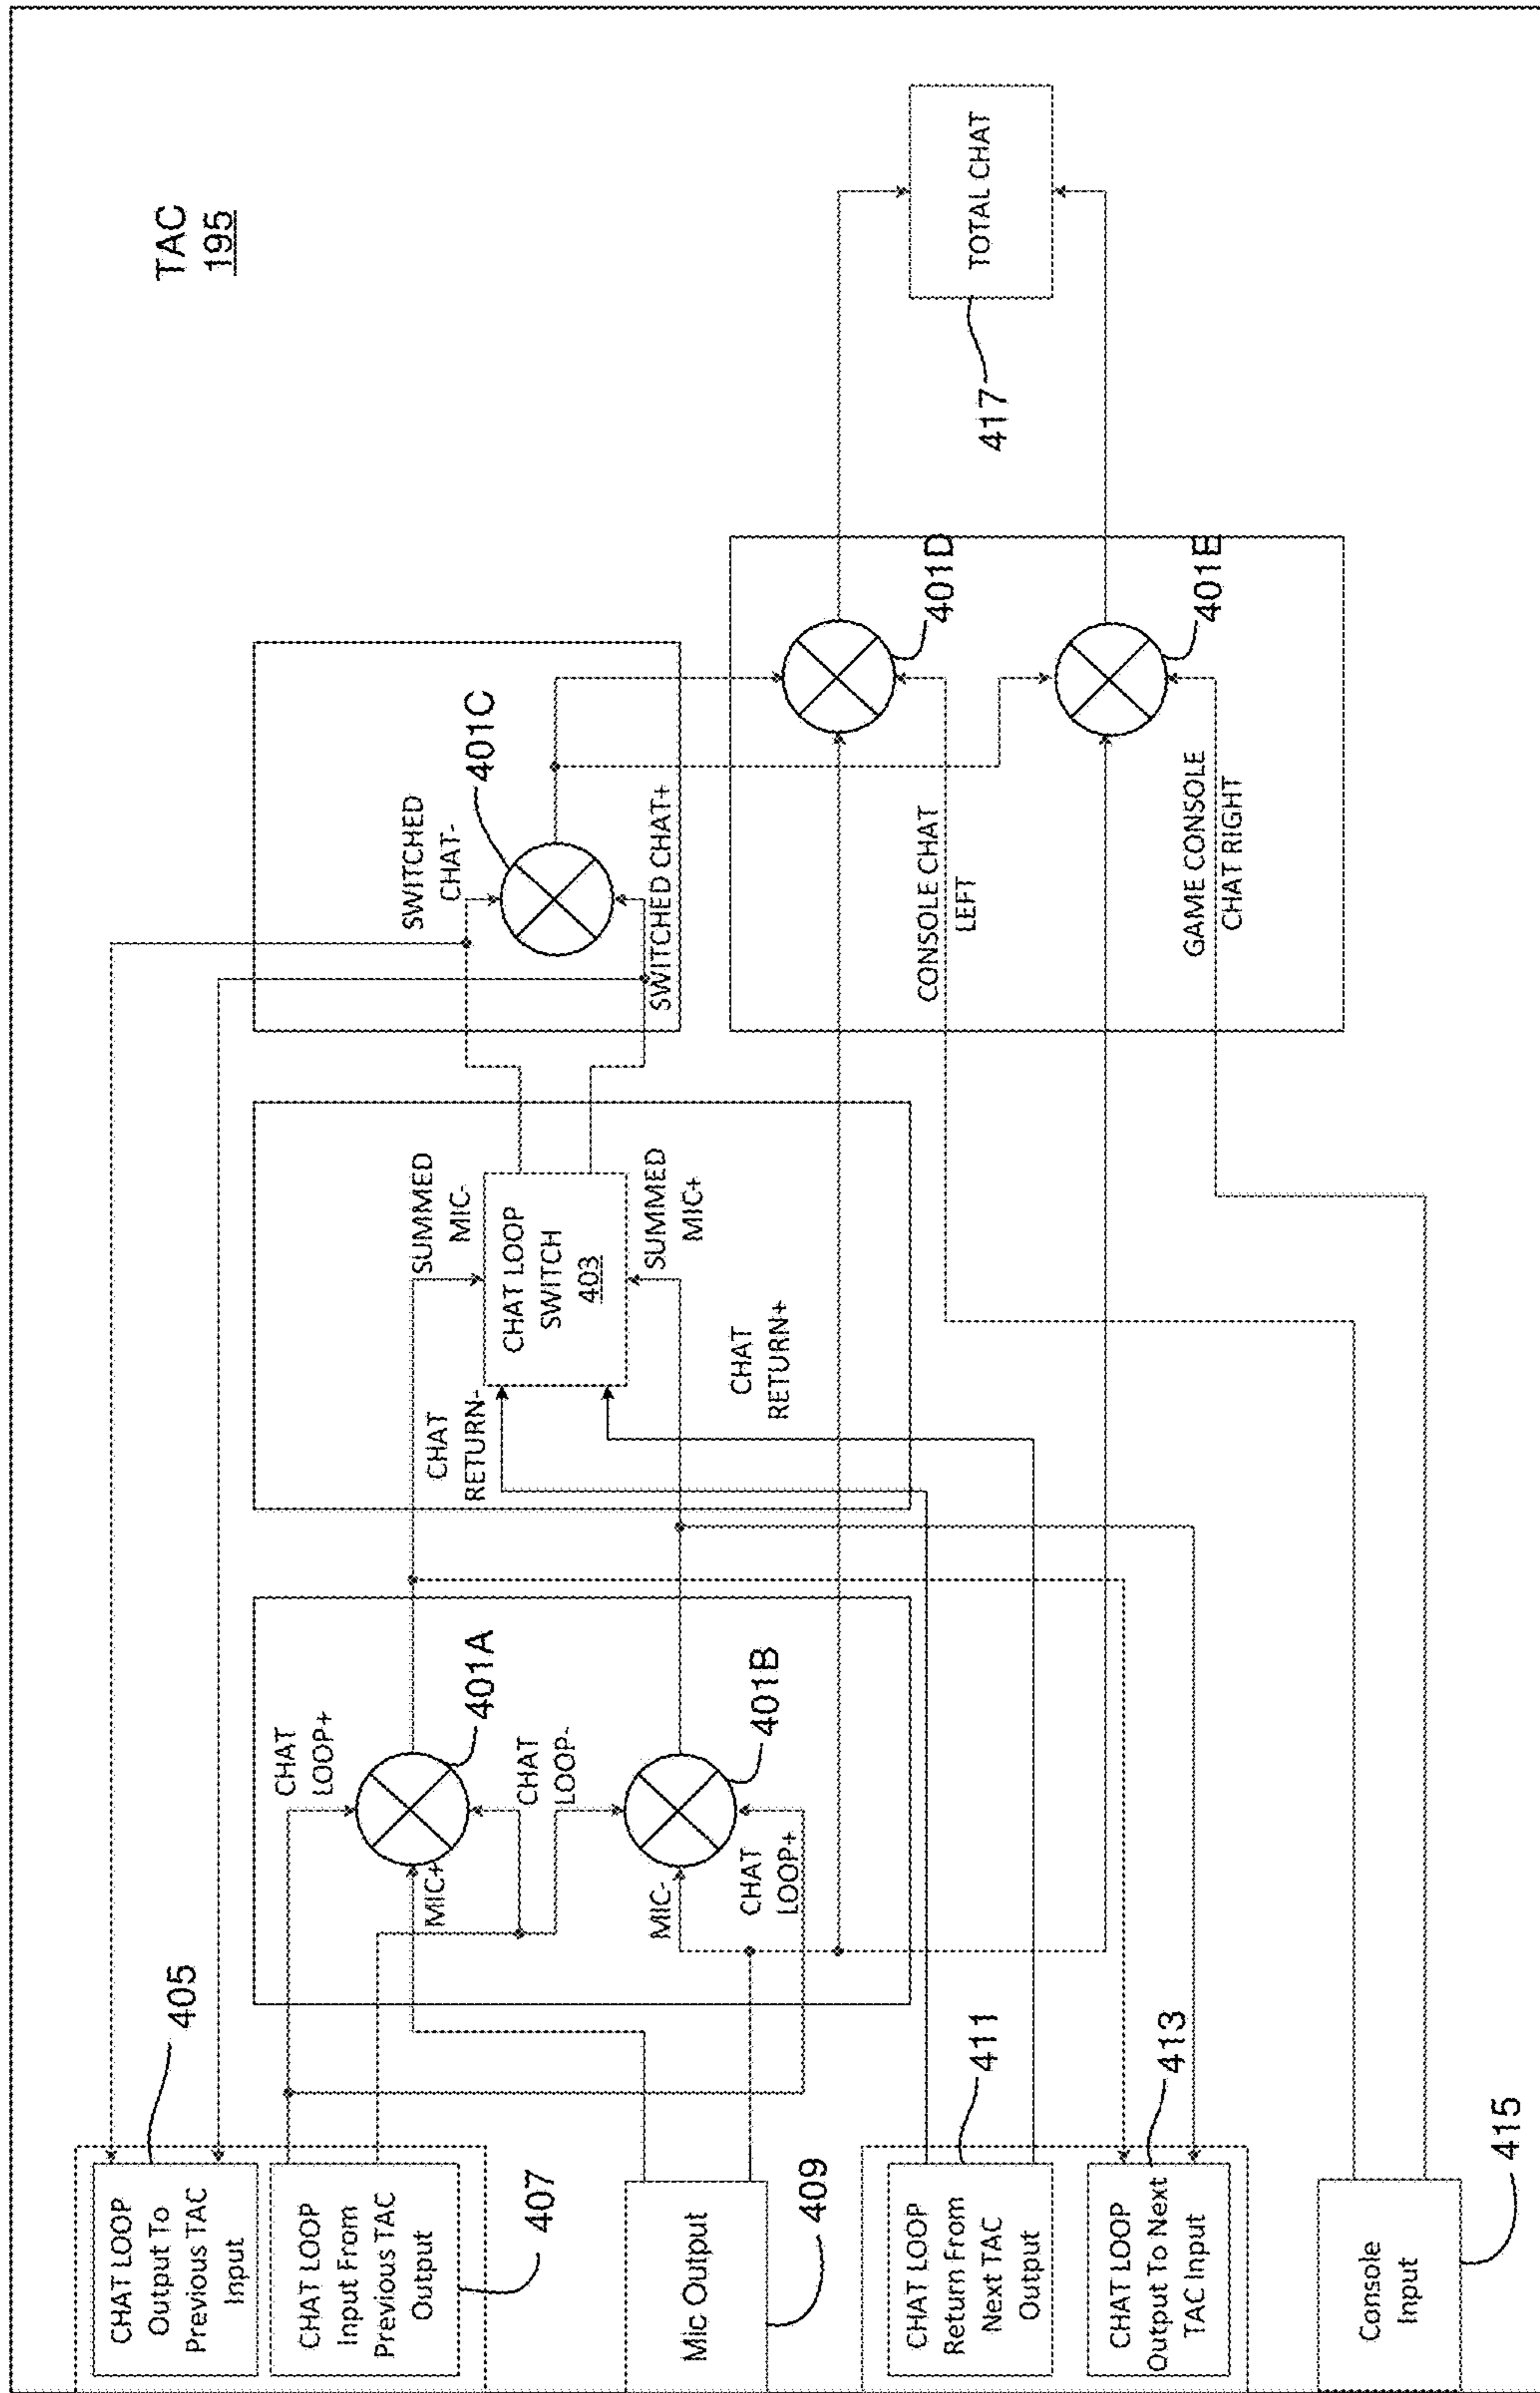 TAC
195
CHAT LOOP
Output To
Previous TAC
Input
405
CHAT LOOP
Input From
Previous TAC
Output
407
Mic Output
409
CHAT LOOP
Return From
Next TAC
Output
411
CHAT LOOP
Output To Next
TAC Input
413
Console
Input
415
CHAT
LOOP+
MIC+
401A
CHAT
LOOP-
MIC-
401B
CHAT
LOOP+
SUMMED
MIC-
CHAT
RETURN-
CHAT LOOP
SWITCH
403
SUMMED
MIC+
CHAT
RETURN+
SWITCHED
CHAT-
401C
SWITCHED CHAT+
CONSOLE CHAT
LEFT
401D
GAME CONSOLE
CHAT RIGHT
401E
TOTAL CHAT
417